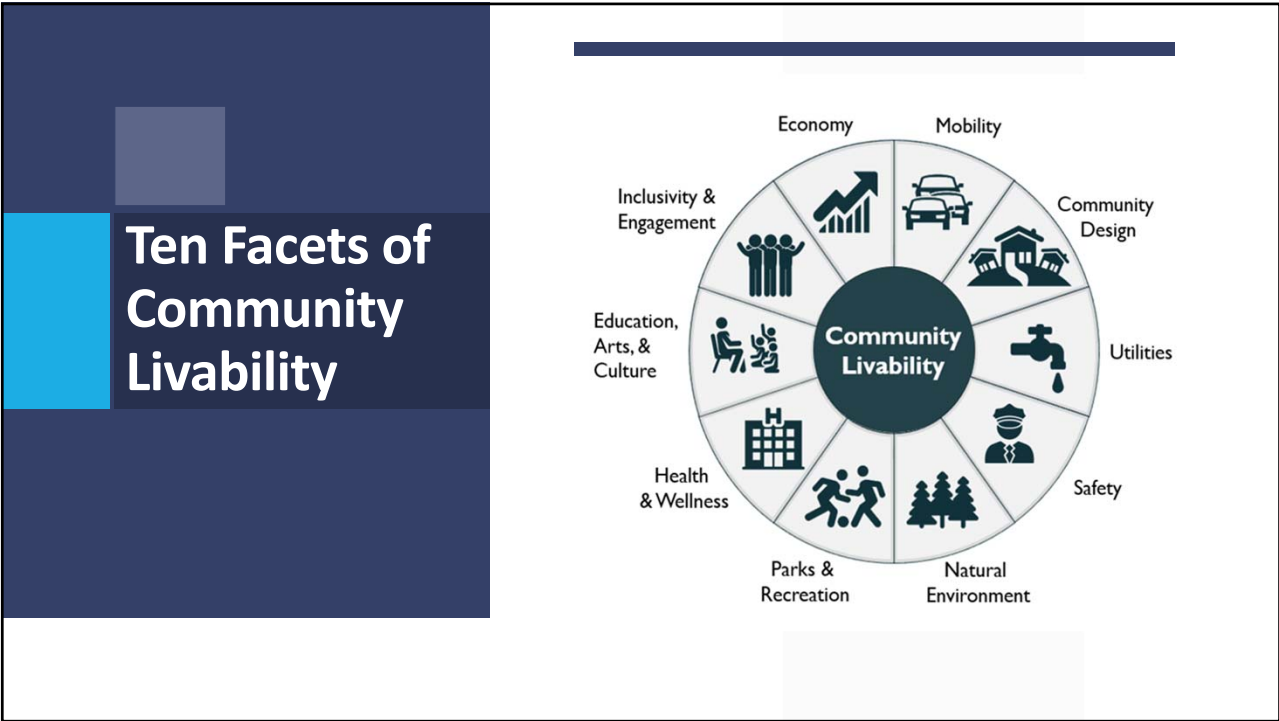 Ten Facets of
Community
Livability
Economy
Mobility
Community
Design
Utilities
Safety
Natural
Environment
Parks &
Recreation
Health
& Wellness
Education,
Arts, &
Culture
Inclusivity &
Engagement
Community
Livability
H